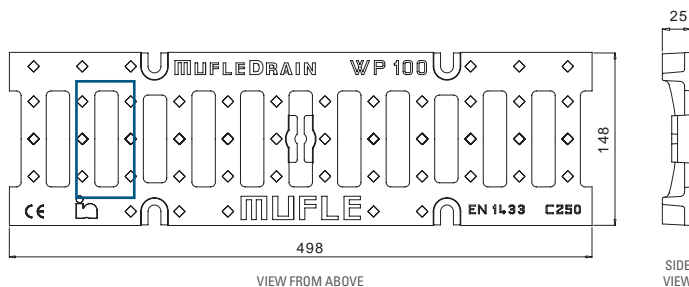 25
MUFLEDRAIN WP 100
148
CE MUFLE EN 1433 C250
498
VIEW FROM ABOVE
SIDE
VIEW